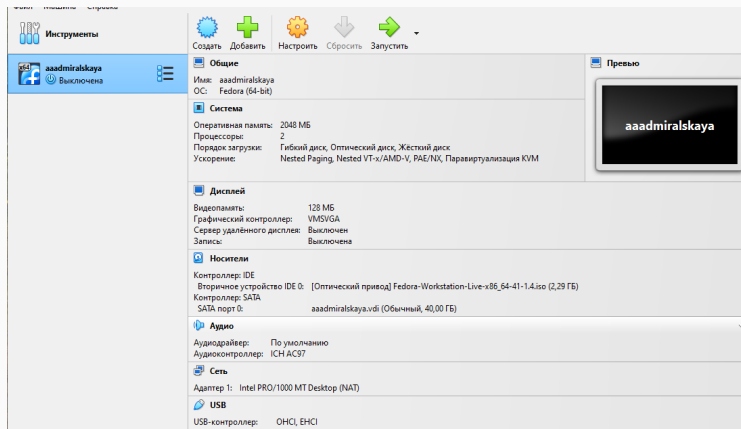 Файл Машина Справка
Инструменты
Создать Добавить Настроить Сбросить Запустить
x64
aaadmiralskaya
Выключена
Общие
Имя: aaadmiralskaya
ОС: Fedora (64-bit)
Превью
aaadmiralskaya
Система
Оперативная память: 2048 МБ
Процессоры: 2
Порядок загрузки: Гибкий диск, Оптический диск, Жёсткий диск
Ускорение: Nested Paging, Nested VT-x/AMD-V, PAE/NX, Паравиртуализация KVM
Дисплей
Видеопамять: 128 МБ
Графический контроллер: VMSVGA
Сервер удалённого дисплея: Выключен
Запись: Выключена
Носители
Контроллер: IDE
Вторичное устройство IDE 0: [Оптический привод] Fedora-Workstation-Live-x86_64-41-1.4.iso (2,29 ГБ)
Контроллер: SATA
SATA порт 0: aaadmiralskaya.vdi (Обычный, 40,00 ГБ)
Аудио
Аудиодрайвер: По умолчанию
Аудиоконтроллер: ICH AC97
Сеть
Адаптер 1: Intel PRO/1000 MT Desktop (NAT)
USB
USB-контроллер: OHCI, EHCI